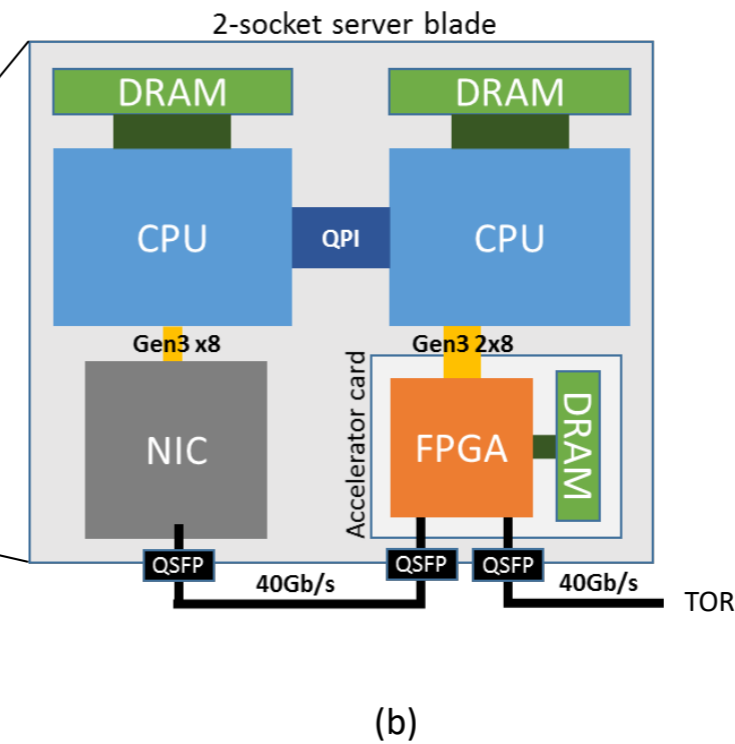 2-socket server blade
DRAM
DRAM
CPU
QPI
CPU
Gen3 x8
Gen3 2x8
Accelerator card
NIC
FPGA
DRAM
QSFP
QSFP
QSFP
40Gb/s
40Gb/s
TOR
(b)